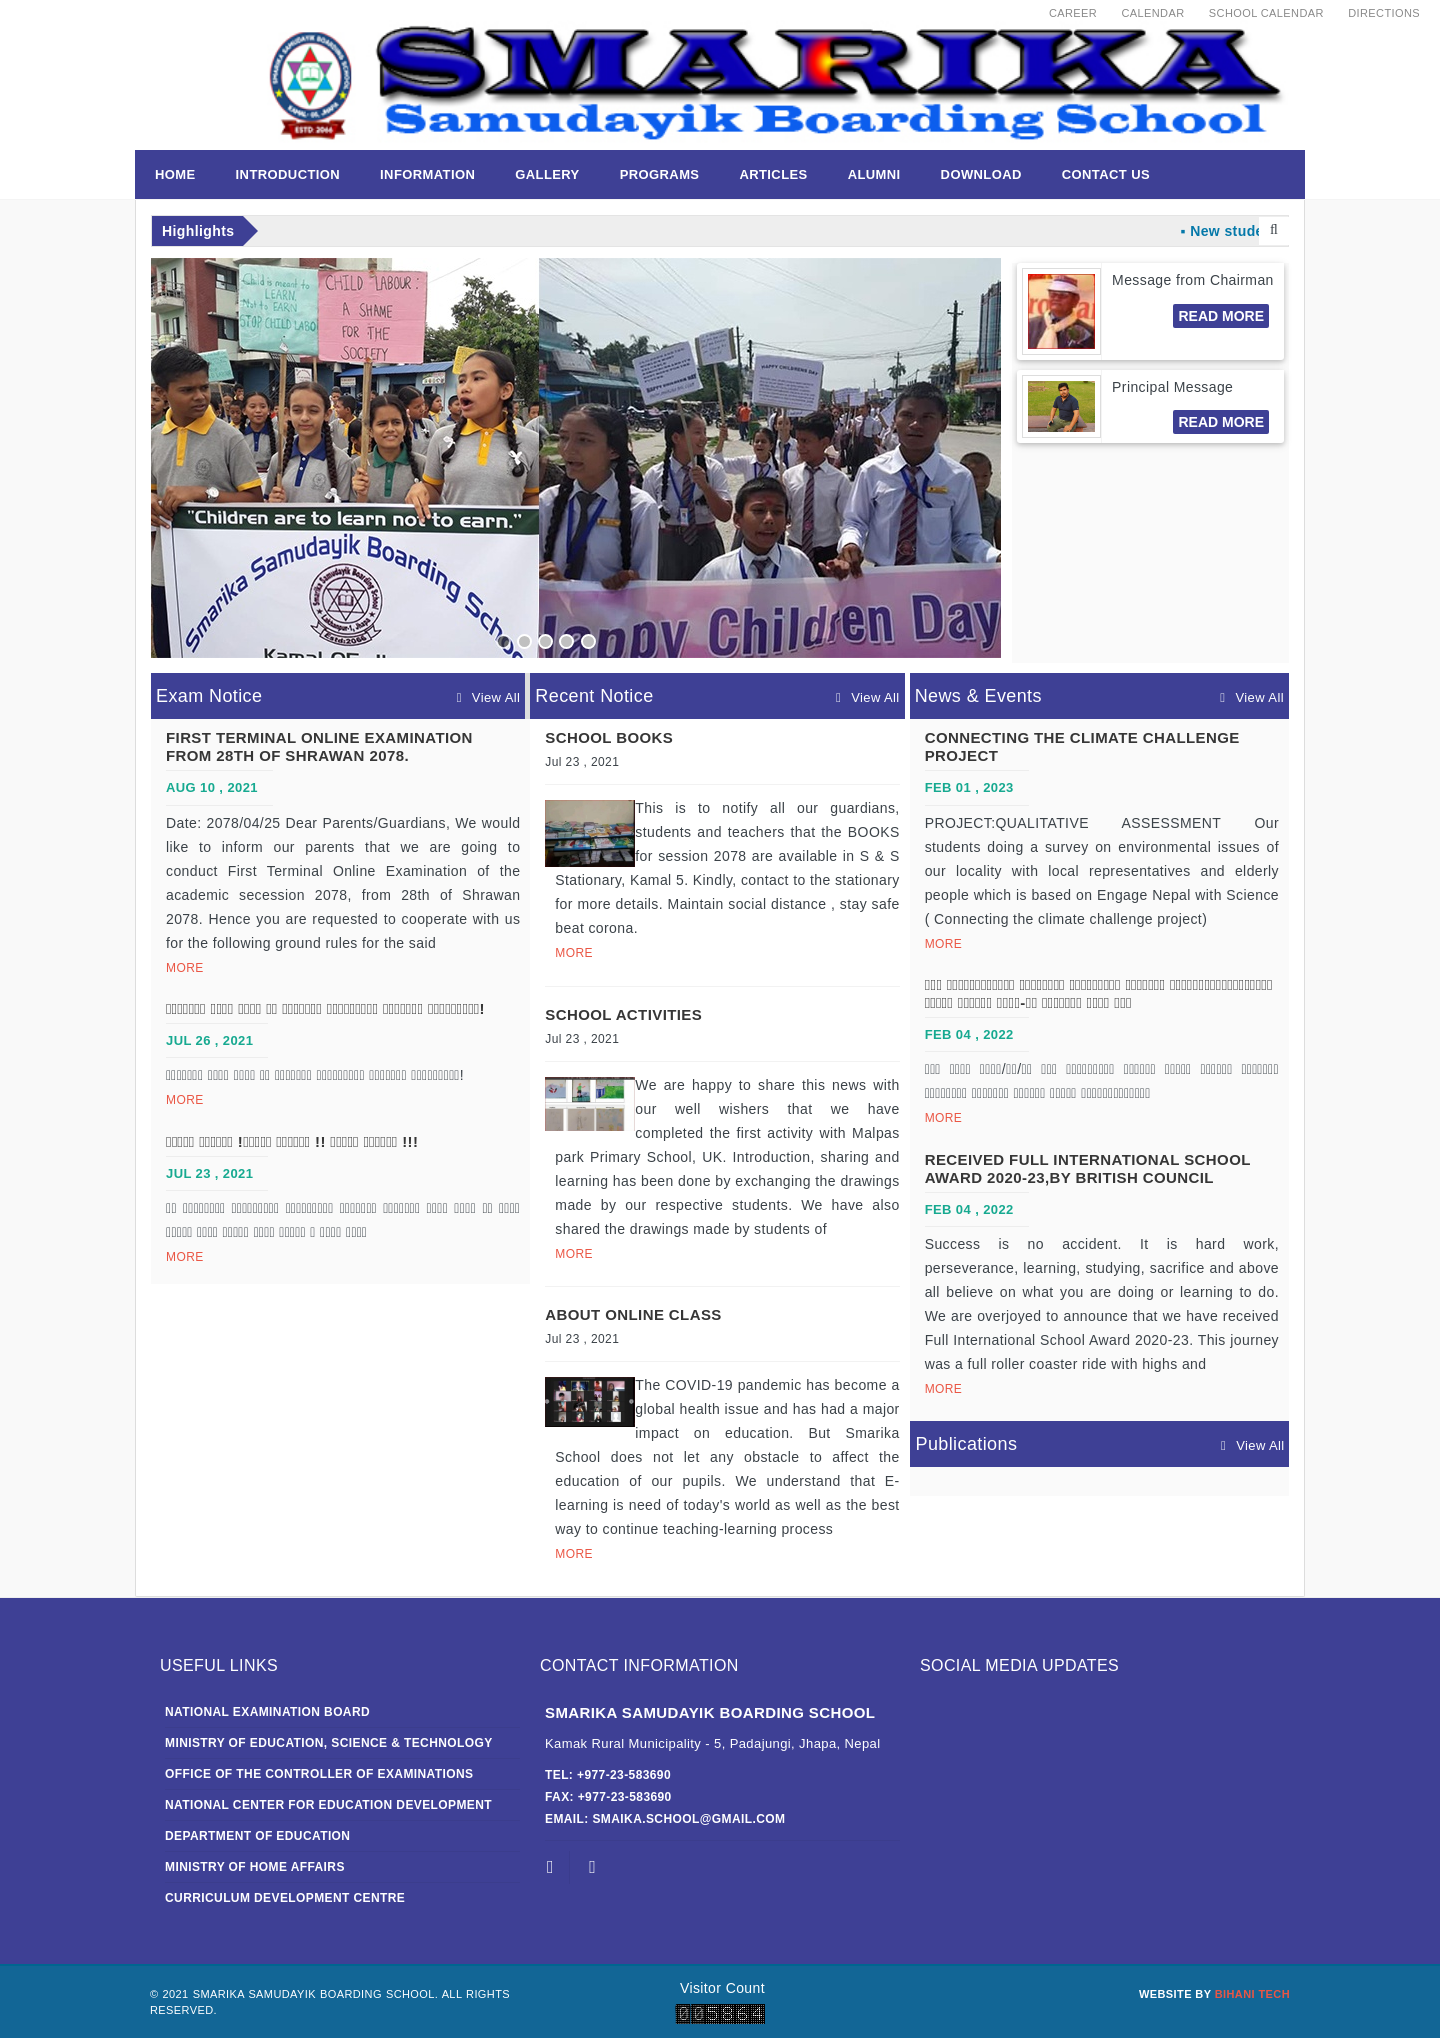 CAREER CALENDAR SCHOOL CALENDAR DIRECTIONS
SMARIKA
Samudayik Boarding School
SMARIKA SAMUDAYIK BOARDING SCHOOL
ESTD 2066
HOME INTRODUCTION INFORMATION GALLERY PROGRAMS ARTICLES ALUMNI DOWNLOAD CONTACT US
Highlights
▪ New stude
Child is meant to
LEARN,
Not to EARN
STOP CHILD LABO
CHILD LABOUR:
A SHAME
FOR THE
SOCIETY
"Children are to learn not to earn."
Smarika Samudayik Boarding Scho
HAPPY CHILDREN DAY
Happy Children Day
Message from Chairman
READ MORE
Principal Message
READ MORE
Exam Notice View All
FIRST TERMINAL ONLINE EXAMINATION
FROM 28TH OF SHRAWAN 2078.
AUG 10 , 2021
Date: 2078/04/25 Dear Parents/Guardians, We would
like to inform our parents that we are going to
conduct First Terminal Online Examination of the
academic secession 2078, from 28th of Shrawan
2078. Hence you are requested to cooperate with us
for the following ground rules for the said
MORE
JUL 26 , 2021
MORE
JUL 23 , 2021
MORE
Recent Notice View All
SCHOOL BOOKS
Jul 23 , 2021
This is to notify all our guardians,
students and teachers that the BOOKS
for session 2078 are available in S & S
Stationary, Kamal 5. Kindly, contact to the stationary
for more details. Maintain social distance , stay safe
beat corona.
MORE
SCHOOL ACTIVITIES
Jul 23 , 2021
We are happy to share this news with
our well wishers that we have
completed the first activity with Malpas
park Primary School, UK. Introduction, sharing and
learning has been done by exchanging the drawings
made by our respective students. We have also
shared the drawings made by students of
MORE
ABOUT ONLINE CLASS
Jul 23 , 2021
The COVID-19 pandemic has become a
global health issue and has had a major
impact on education. But Smarika
School does not let any obstacle to affect the
education of our pupils. We understand that E-
learning is need of today's world as well as the best
way to continue teaching-learning process
MORE
News & Events View All
CONNECTING THE CLIMATE CHALLENGE
PROJECT
FEB 01 , 2023
PROJECT:QUALITATIVE ASSESSMENT Our
students doing a survey on environmental issues of
our locality with local representatives and elderly
people which is based on Engage Nepal with Science
( Connecting the climate challenge project)
MORE
FEB 04 , 2022
MORE
RECEIVED FULL INTERNATIONAL SCHOOL
AWARD 2020-23,BY BRITISH COUNCIL
FEB 04 , 2022
Success is no accident. It is hard work,
perseverance, learning, studying, sacrifice and above
all believe on what you are doing or learning to do.
We are overjoyed to announce that we have received
Full International School Award 2020-23. This journey
was a full roller coaster ride with highs and
MORE
Publications View All
USEFUL LINKS
NATIONAL EXAMINATION BOARD
MINISTRY OF EDUCATION, SCIENCE & TECHNOLOGY
OFFICE OF THE CONTROLLER OF EXAMINATIONS
NATIONAL CENTER FOR EDUCATION DEVELOPMENT
DEPARTMENT OF EDUCATION
MINISTRY OF HOME AFFAIRS
CURRICULUM DEVELOPMENT CENTRE
CONTACT INFORMATION
SMARIKA SAMUDAYIK BOARDING SCHOOL
Kamak Rural Municipality - 5, Padajungi, Jhapa, Nepal
TEL: +977-23-583690
FAX: +977-23-583690
EMAIL: SMAIKA.SCHOOL@GMAIL.COM
SOCIAL MEDIA UPDATES
© 2021 SMARIKA SAMUDAYIK BOARDING SCHOOL. ALL RIGHTS
RESERVED.
Visitor Count
005864
WEBSITE BY BIHANI TECH